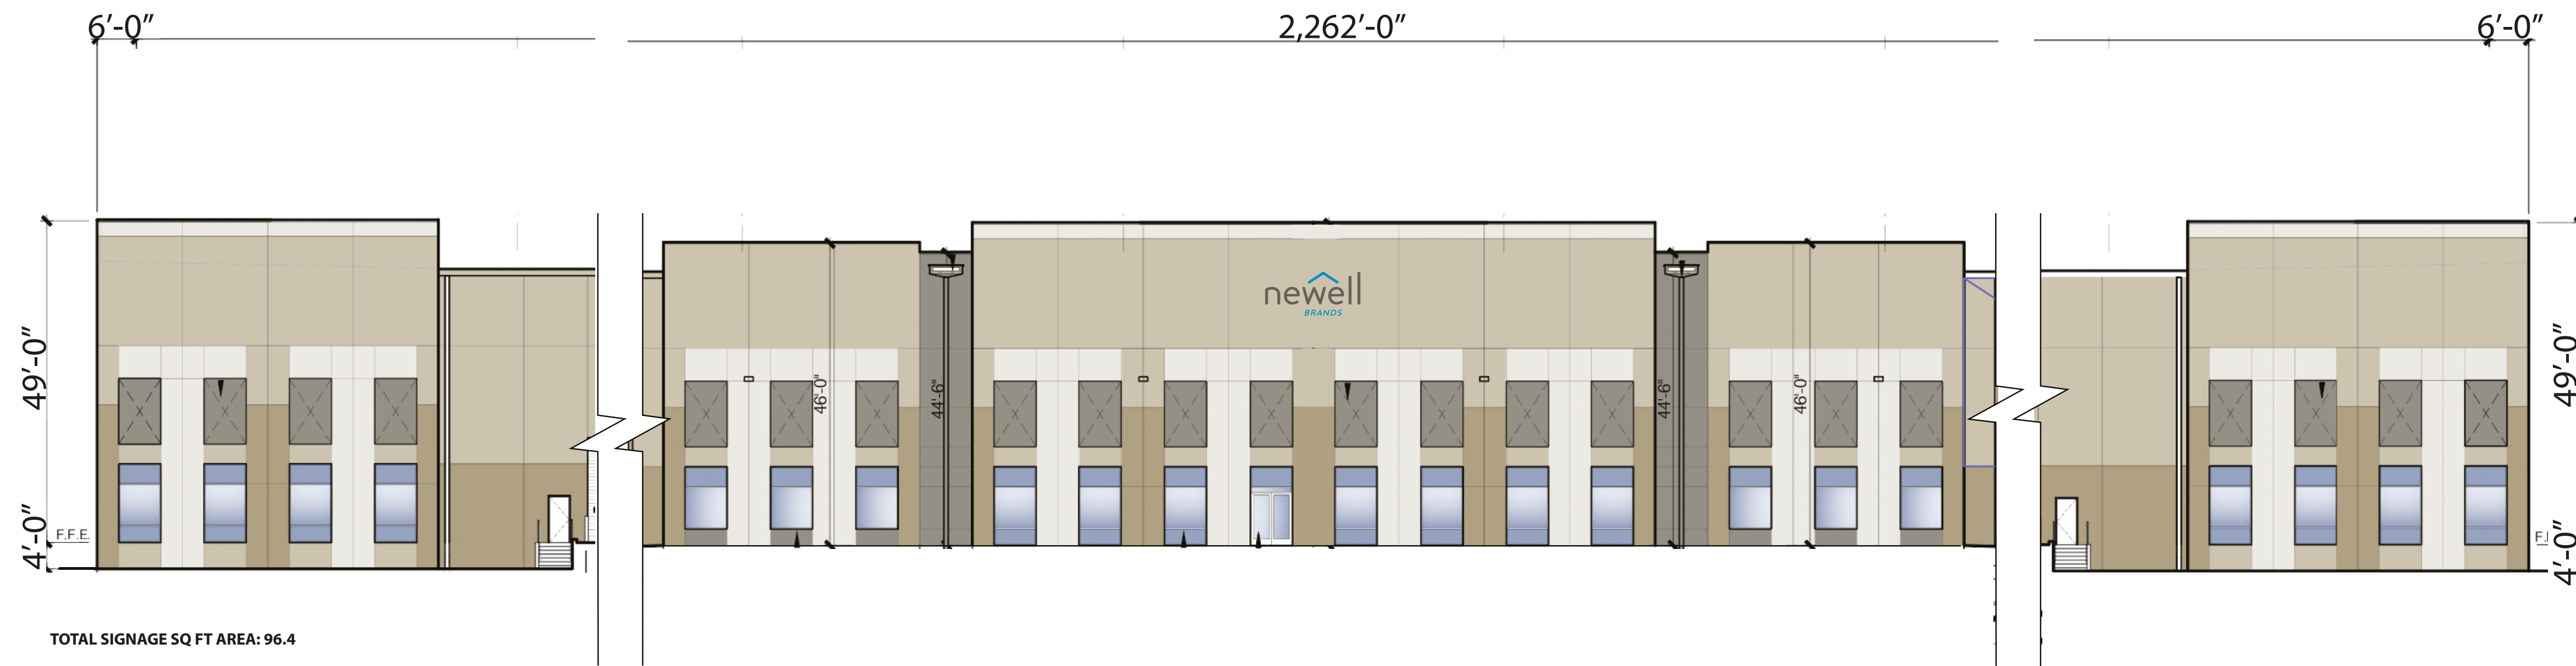 6’-0”
2,262’-0”
6’-0”
newell
BRANDS
49’-0”
46'-0"
44'-6"
44'-6"
46'-0"
49’-0”
4’-0”
F.F.E.
4’-0”
TOTAL SIGNAGE SQ FT AREA: 96.4